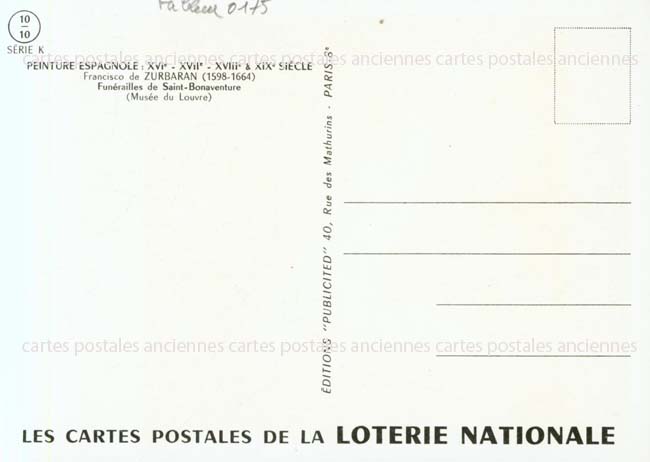 Tableau 0175
10
10
SÉRIE K
cartes postales anciennes cartes postales anciennes cartes postales anciennes
PEINTURE ESPAGNOLE : XVIᵉ - XVIIᵉ - XVIIIᵉ & XIXᵉ SIÈCLE
Francisco de ZURBARAN (1598-1664)
Funérailles de Saint-Bonaventure
(Musée du Louvre)
ÉDITIONS "PUBLICITED" 40, Rue des Mathurins - PARIS-8ᵉ
cartes postales anciennes cartes postales anciennes cartes postales anciennes
LES CARTES POSTALES DE LA LOTERIE NATIONALE